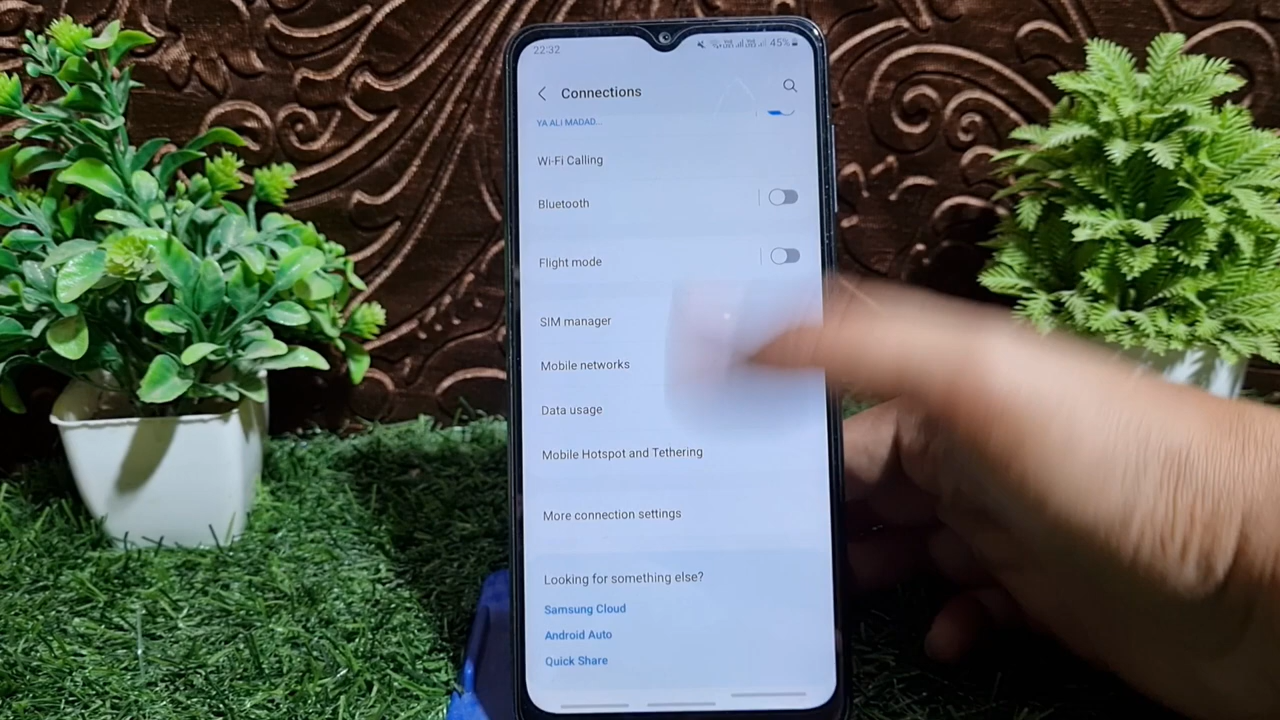 22:32
45%
Connections
YA ALI MADAD...
Wi-Fi Calling
Bluetooth
Flight mode
SIM manager
Mobile networks
Data usage
Mobile Hotspot and Tethering
More connection settings
Looking for something else?
Samsung Cloud
Android Auto
Quick Share